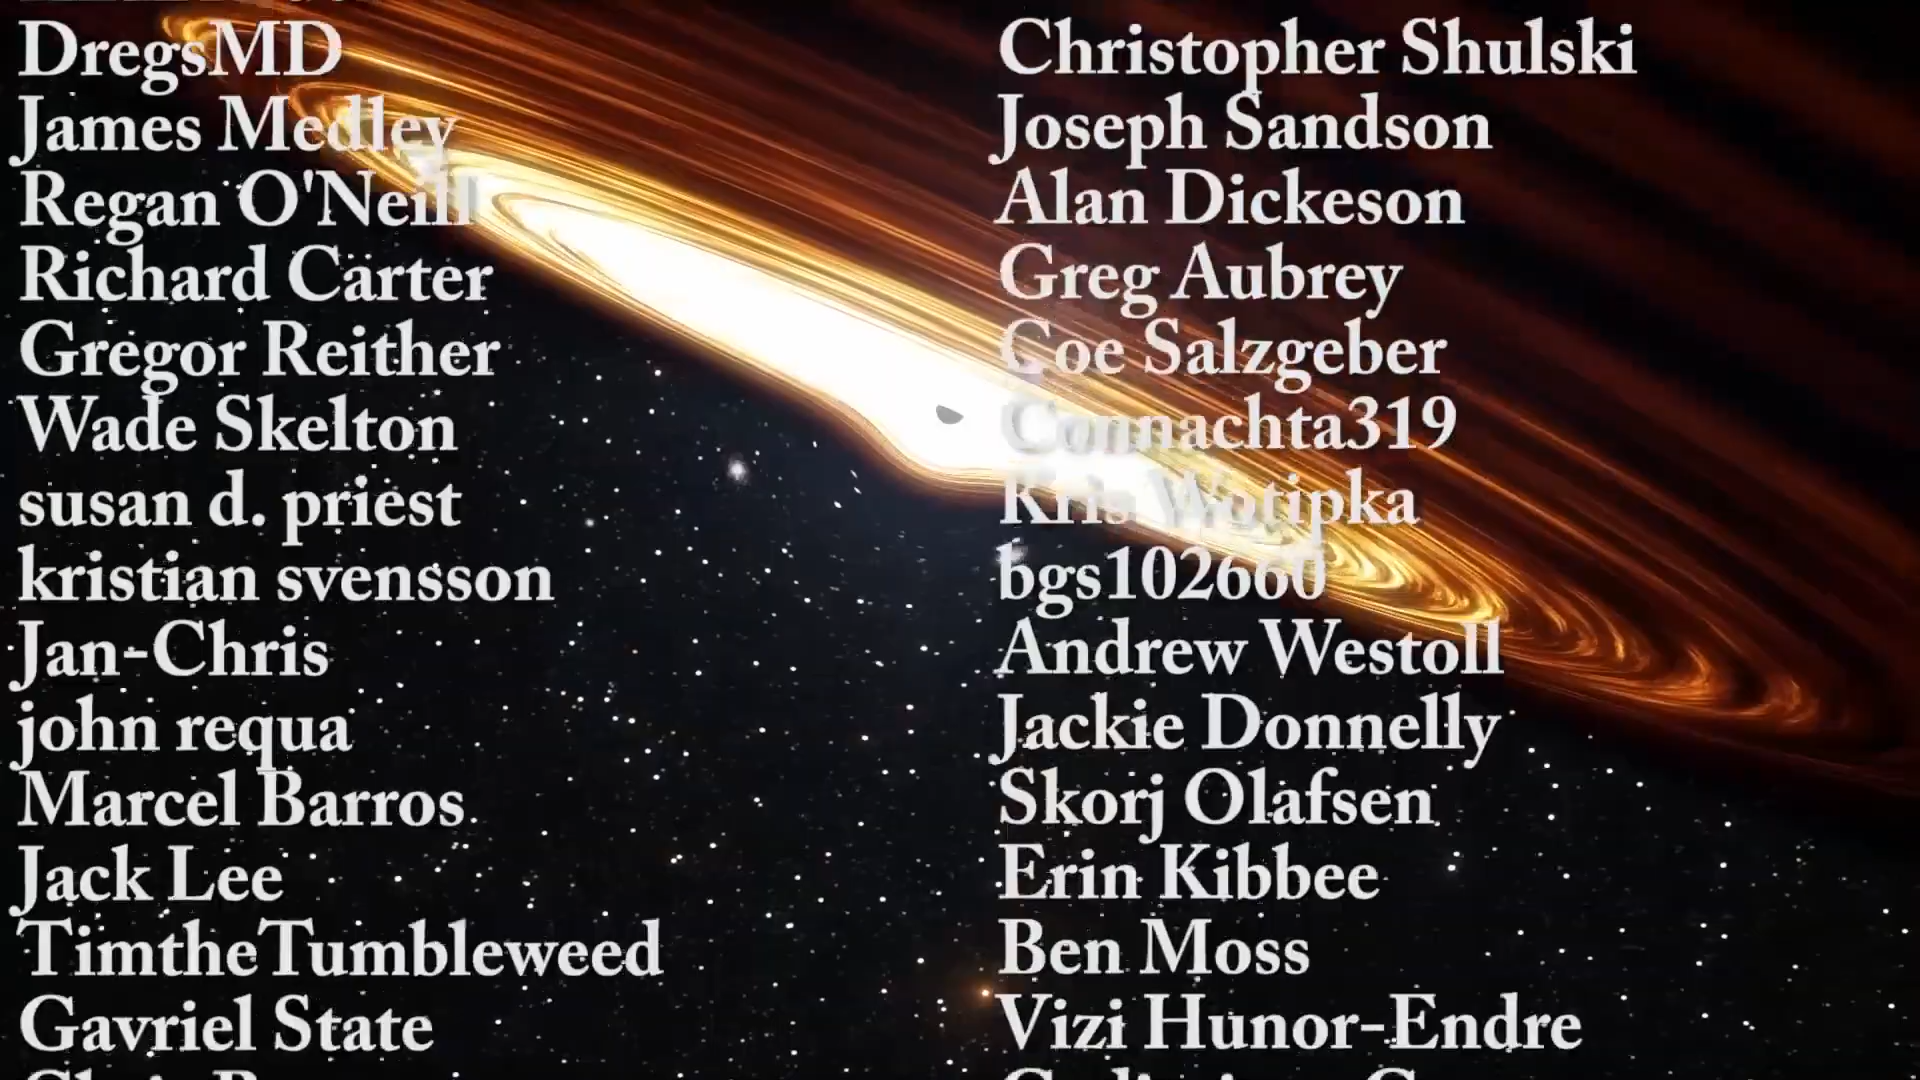 DregsMD
James Medley
Regan O'Neill
Richard Carter
Gregor Reither
Wade Skelton
susan d. priest
kristian svensson
Jan-Chris
john requa
Marcel Barros
Jack Lee
TimtheTumbleweed
Gavriel State
Christopher Shulski
Joseph Sandson
Alan Dickeson
Greg Aubrey
Coe Salzgeber
Connachta319
Kris Wotipka
bgs102660
Andrew Westoll
Jackie Donnelly
Skorj Olafsen
Erin Kibbee
Ben Moss
Vizi Hunor-Endre